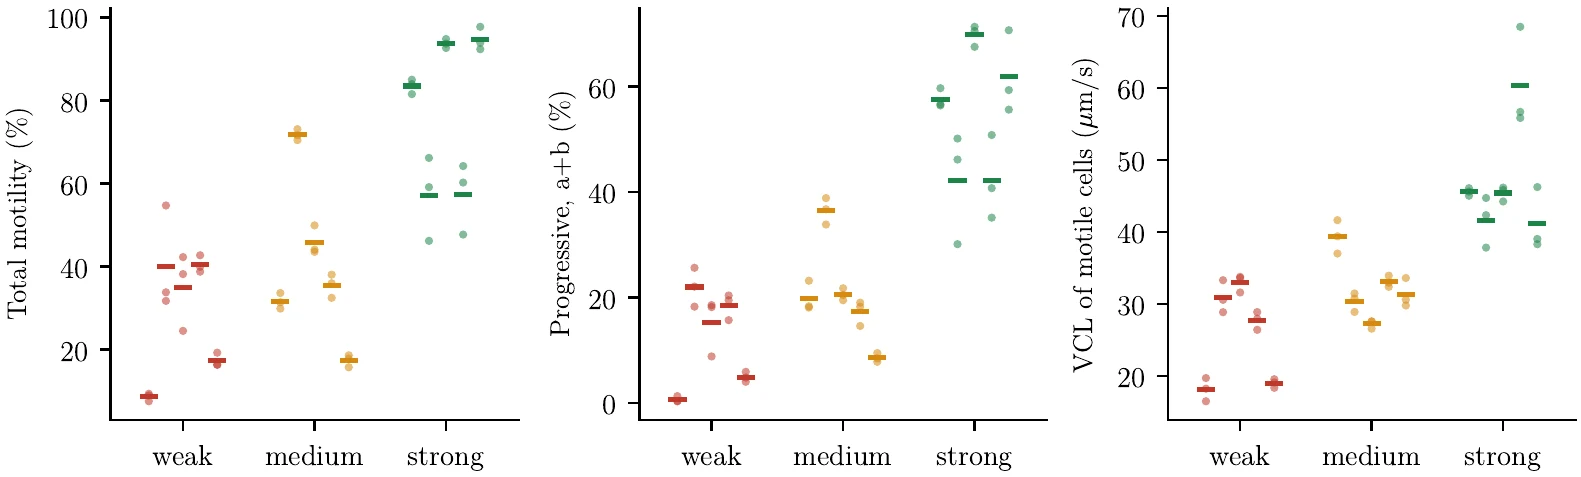 Total motility (%)
100
80
60
40
20
weak medium strong
Progressive, a+b (%)
60
40
20
0
weak medium strong
VCL of motile cells (μm/s)
70
60
50
40
30
20
weak medium strong